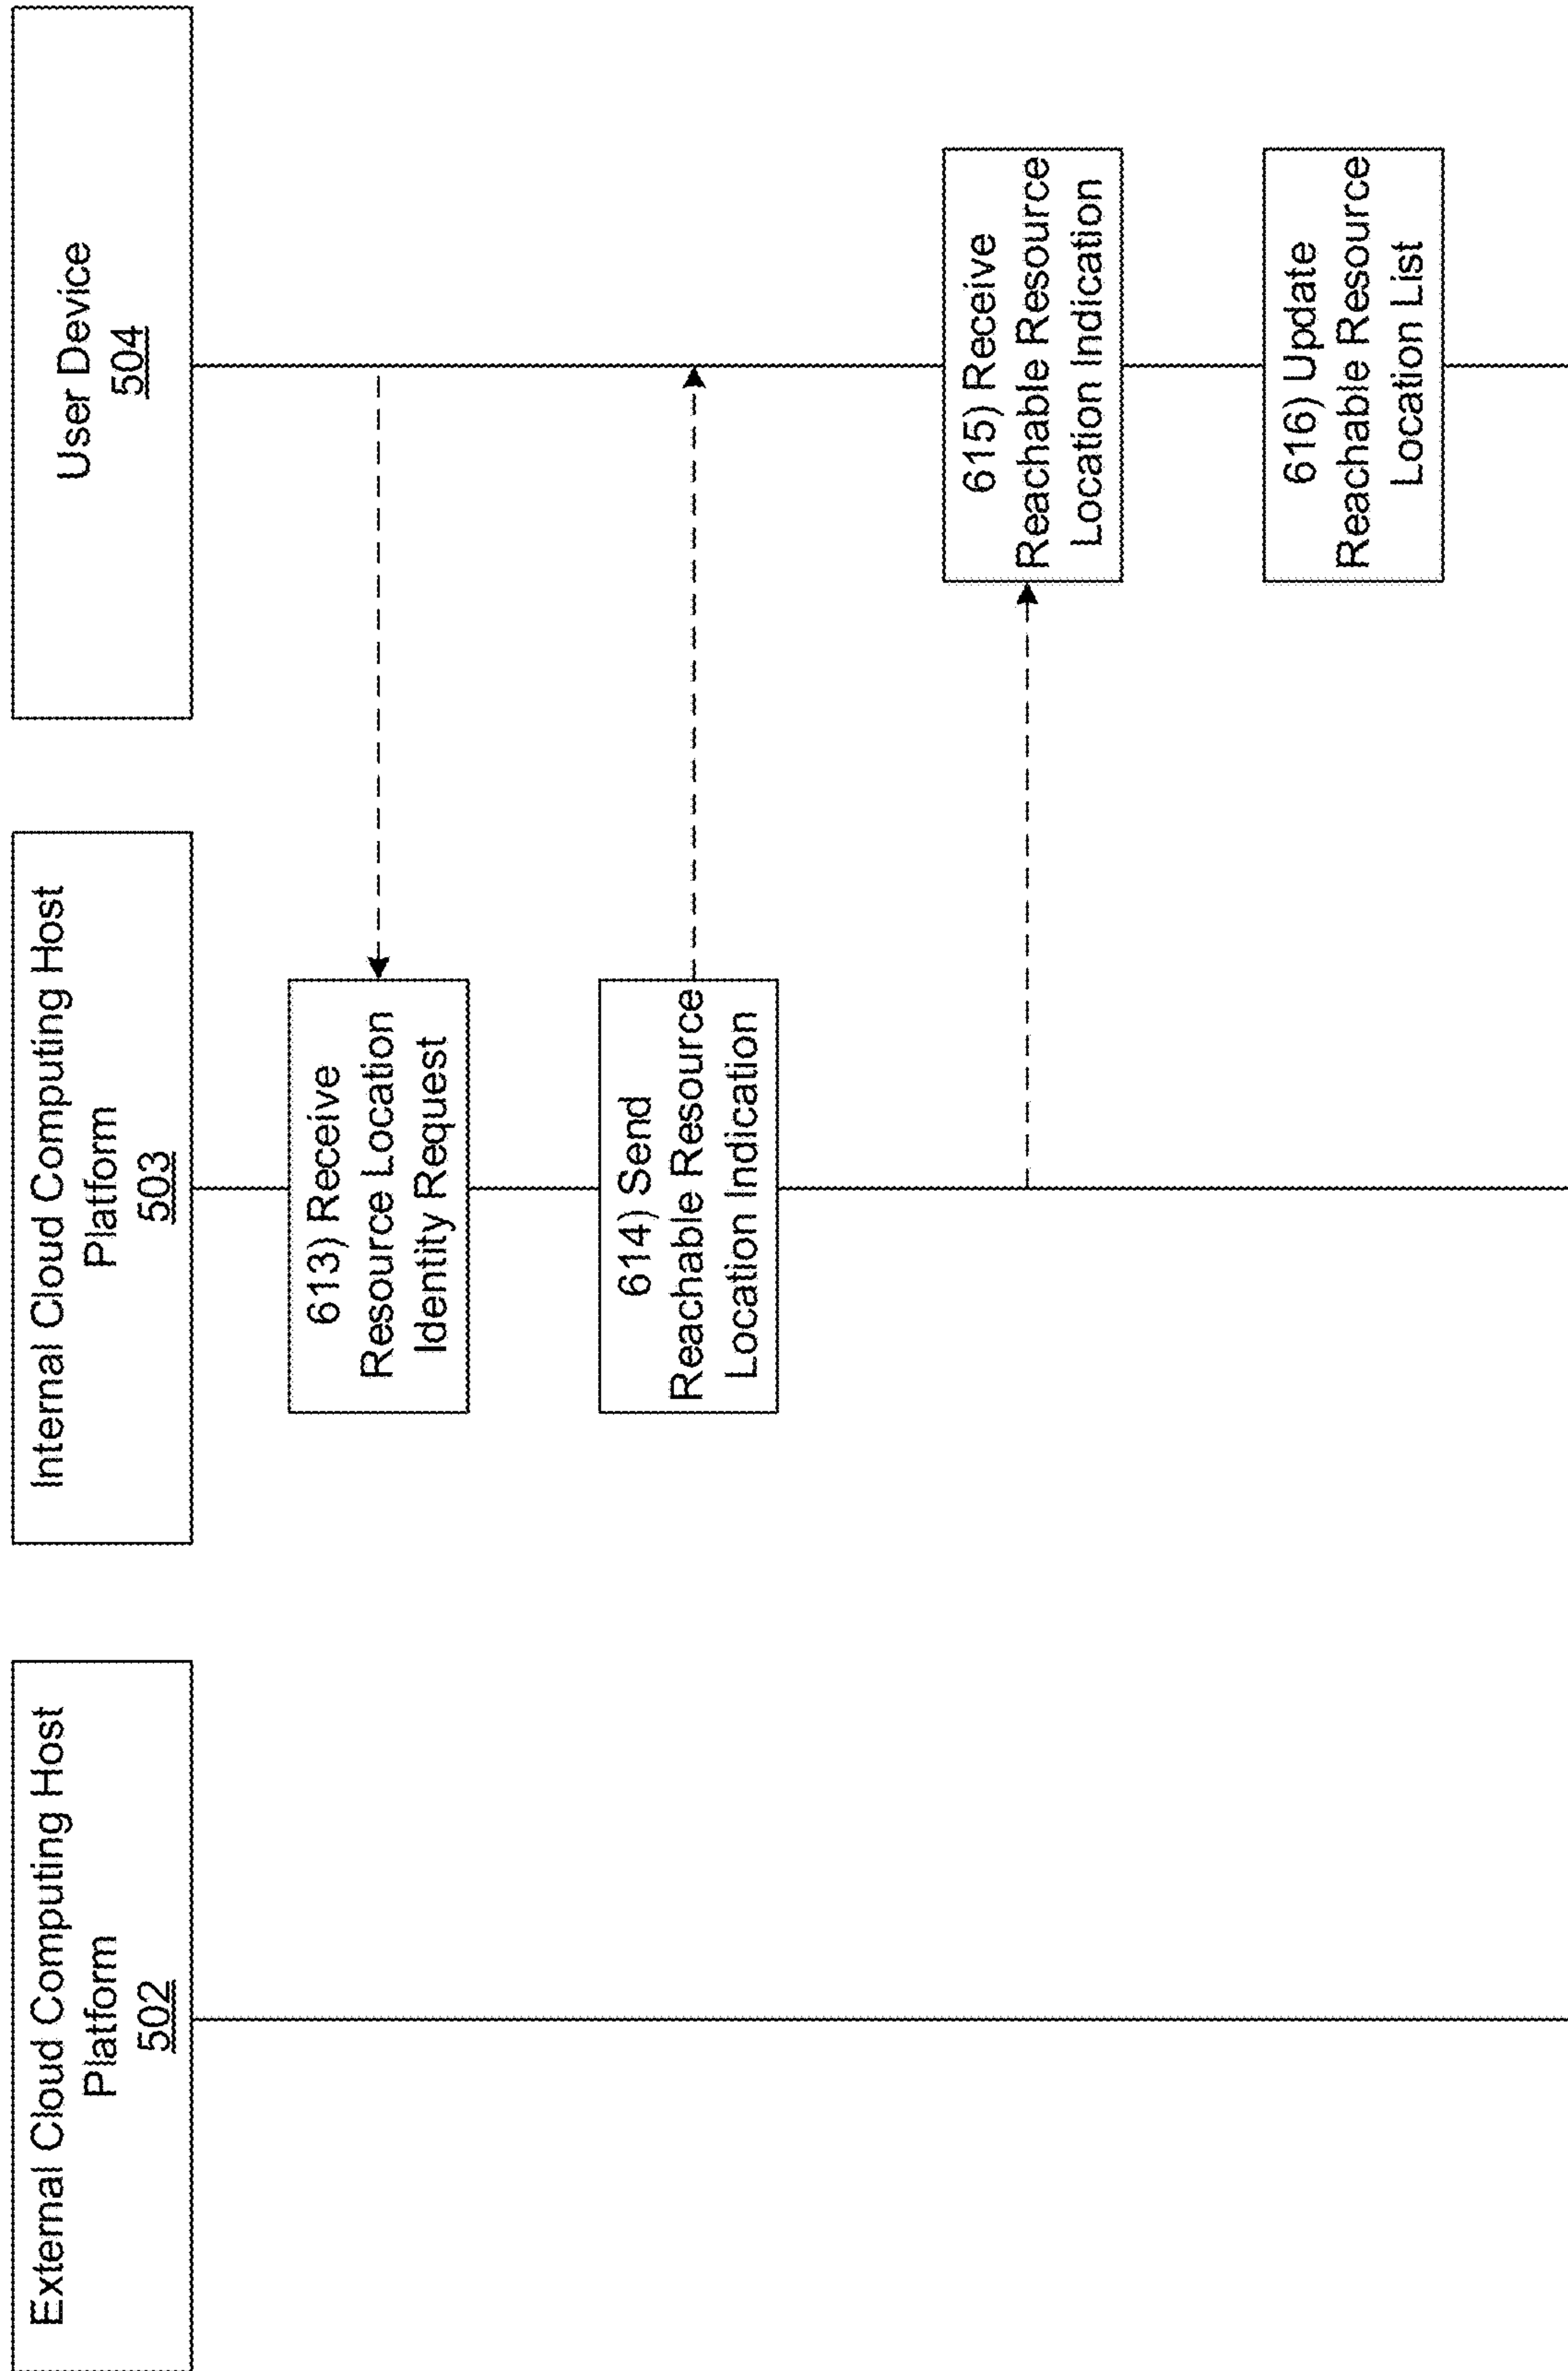 External Cloud Computing Host
Platform
502
Internal Cloud Computing Host
Platform
503
User Device
504
613) Receive
Resource Location
Identity Request
614) Send
Reachable Resource
Location Indication
615) Receive
Reachable Resource
Location Indication
616) Update
Reachable Resource
Location List